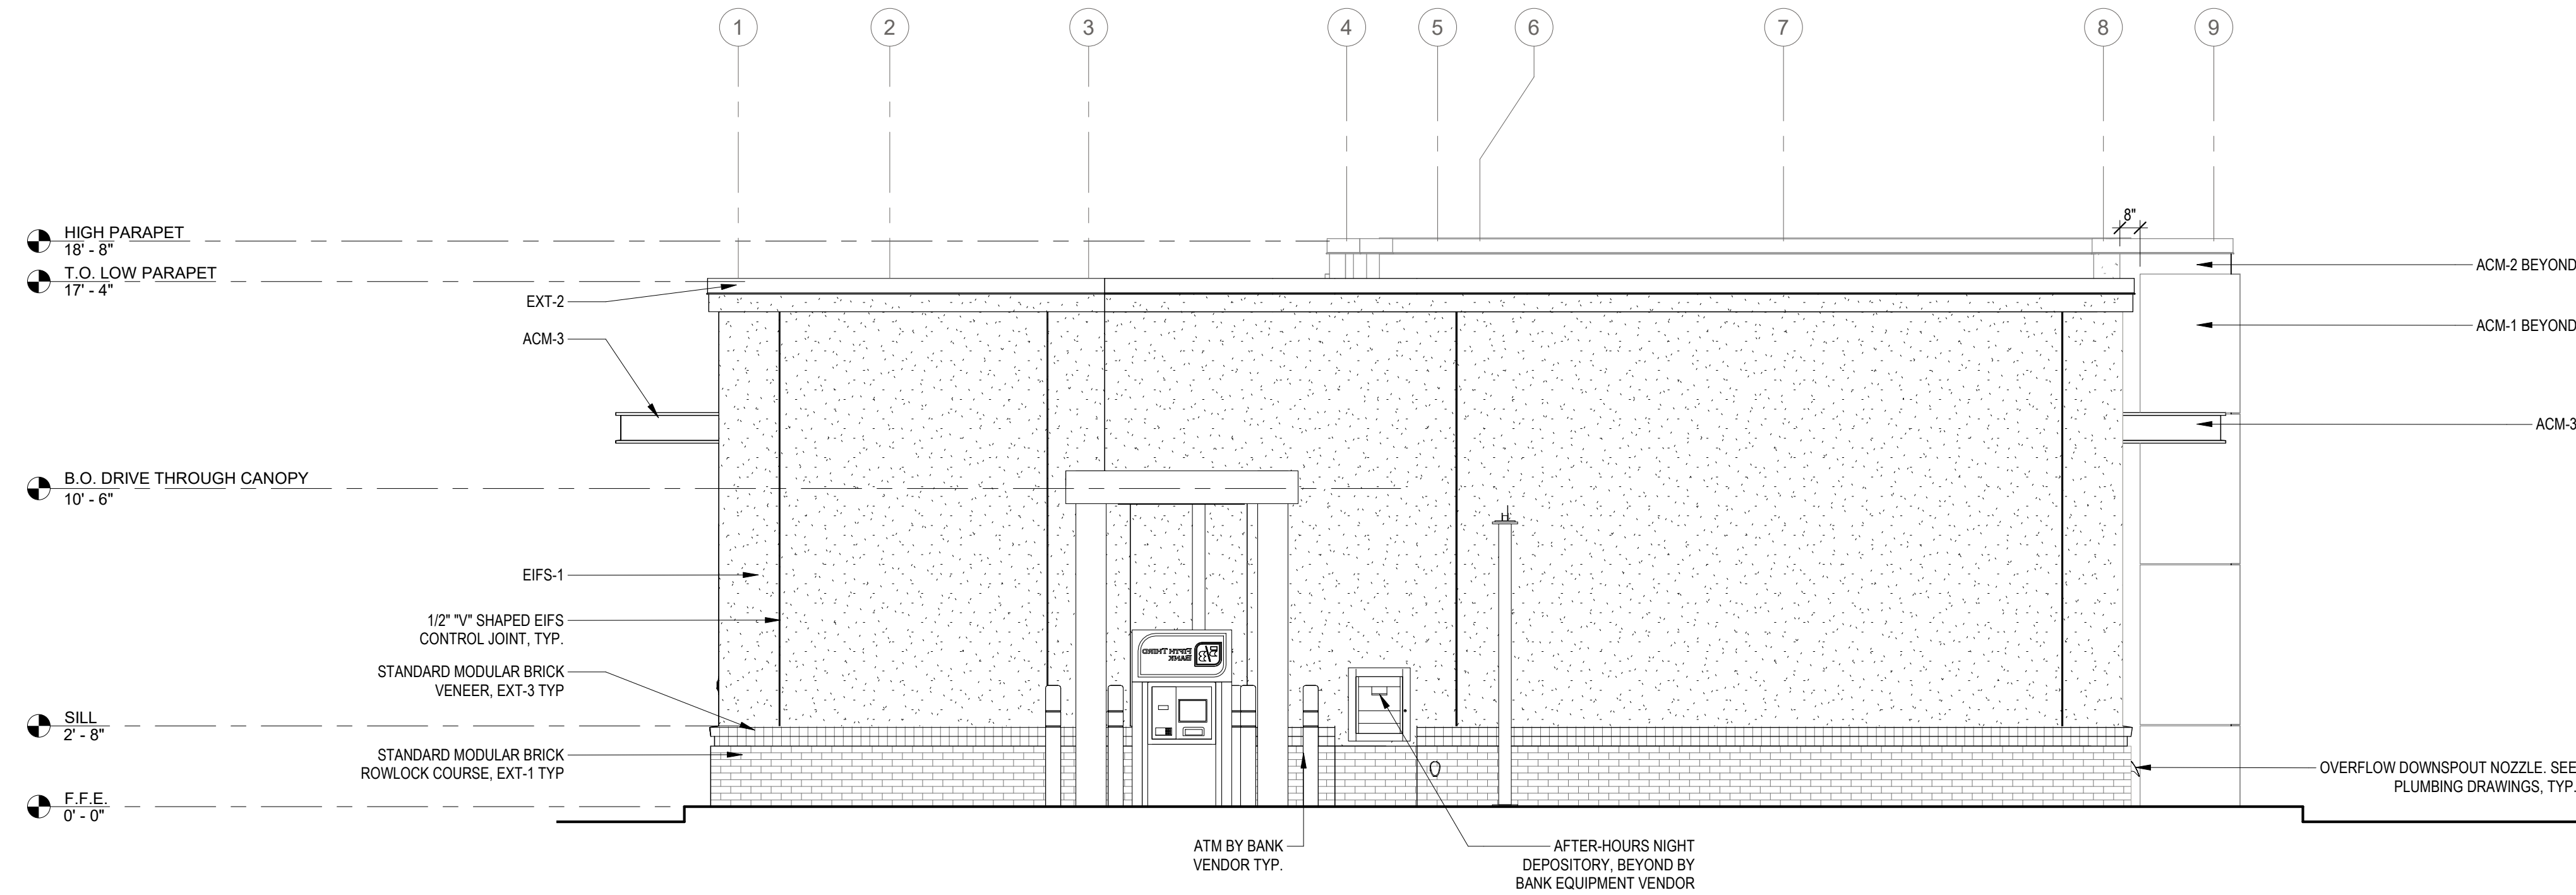 1 2 3 4 5 6 7 8 9
8"
HIGH PARAPET
18' - 8"
T.O. LOW PARAPET
17' - 4"
B.O. DRIVE THROUGH CANOPY
10' - 6"
SILL
2' - 8"
F.F.E.
0' - 0"
EXT-2
ACM-3
EIFS-1
1/2" "V" SHAPED EIFS
CONTROL JOINT, TYP.
STANDARD MODULAR BRICK
VENEER, EXT-3 TYP
STANDARD MODULAR BRICK
ROWLOCK COURSE, EXT-1 TYP
FIFTH THIRD
BANK
ATM BY BANK
VENDOR TYP.
AFTER-HOURS NIGHT
DEPOSITORY, BEYOND BY
BANK EQUIPMENT VENDOR
ACM-2 BEYOND
ACM-1 BEYOND
ACM-3
OVERFLOW DOWNSPOUT NOZZLE. SEE
PLUMBING DRAWINGS, TYP.